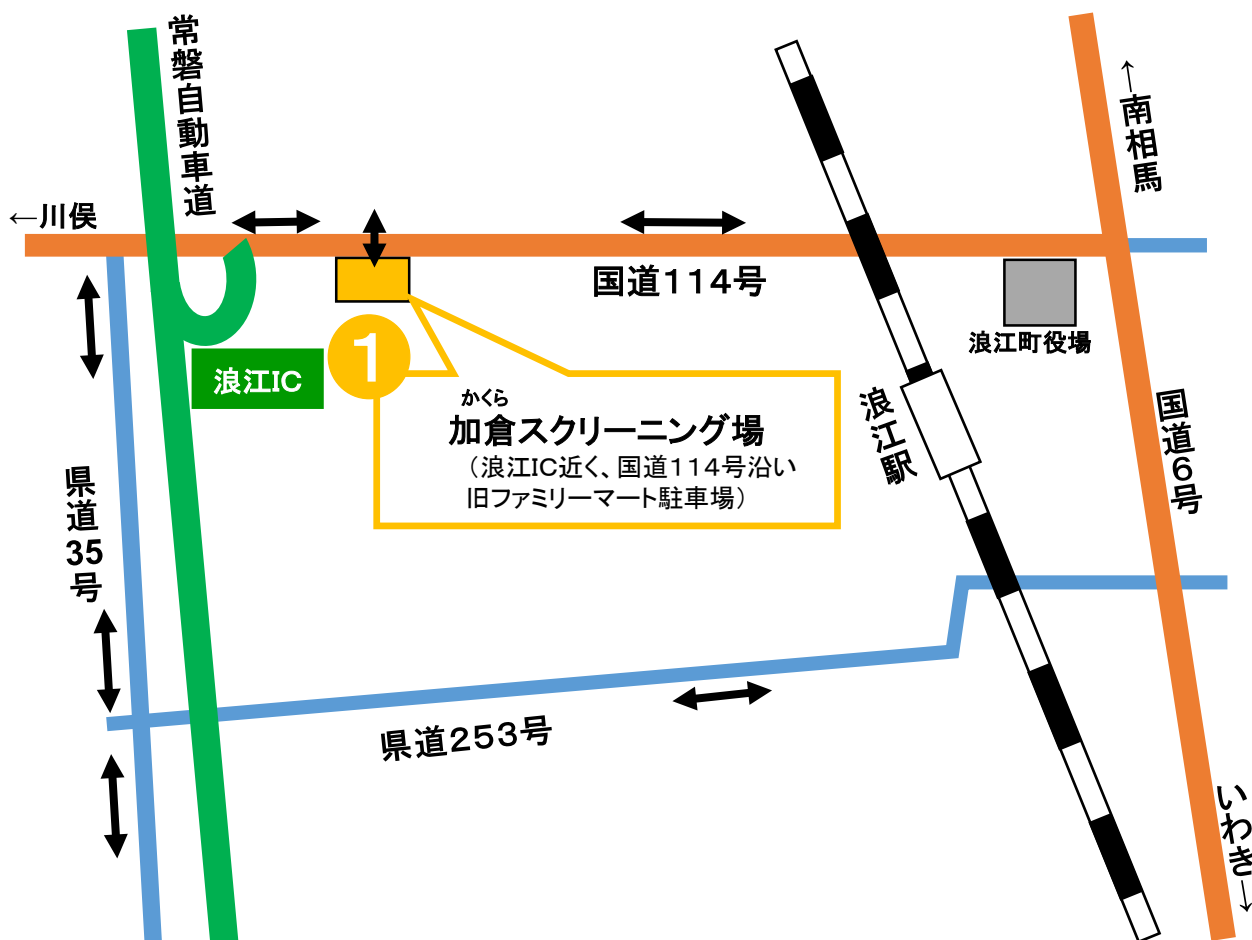 常磐自動車道
←川俣
←南相馬
国道114号
浪江町役場
浪江IC
1
かくら
加倉スクリーニング場
（浪江IC近く、国道114号沿い
旧ファミリーマート駐車場）
浪江駅
国道6号
県道35号
県道253号
いわき→